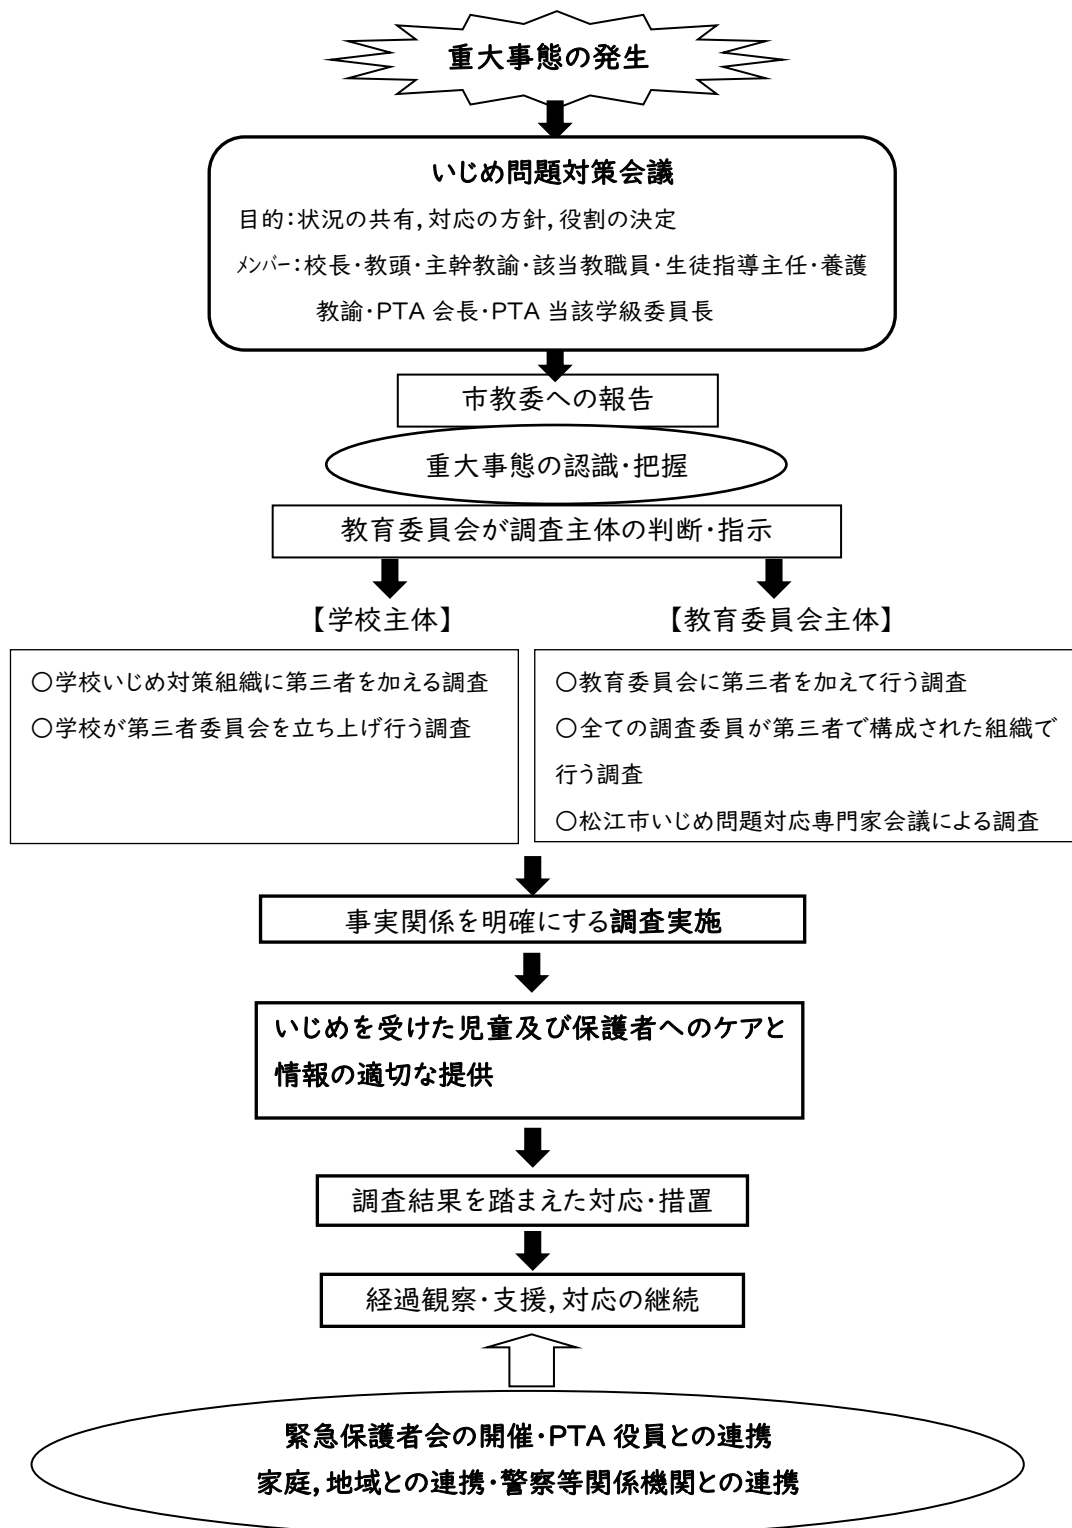 重大事態の発生
いじめ問題対策会議
目的:状況の共有,対応の方針,役割の決定
メンバー:校長・教頭・主幹教諭・該当教職員・生徒指導主任・養護
教諭・PTA 会長・PTA 当該学級委員長
市教委への報告
重大事態の認識・把握
教育委員会が調査主体の判断・指示
【学校主体】
○学校いじめ対策組織に第三者を加える調査
○学校が第三者委員会を立ち上げ行う調査
【教育委員会主体】
○教育委員会に第三者を加えて行う調査
○全ての調査委員が第三者で構成された組織で
行う調査
○松江市いじめ問題対応専門家会議による調査
事実関係を明確にする調査実施
いじめを受けた児童及び保護者へのケアと
情報の適切な提供
調査結果を踏まえた対応・措置
経過観察・支援,対応の継続
緊急保護者会の開催・PTA 役員との連携
家庭,地域との連携・警察等関係機関との連携